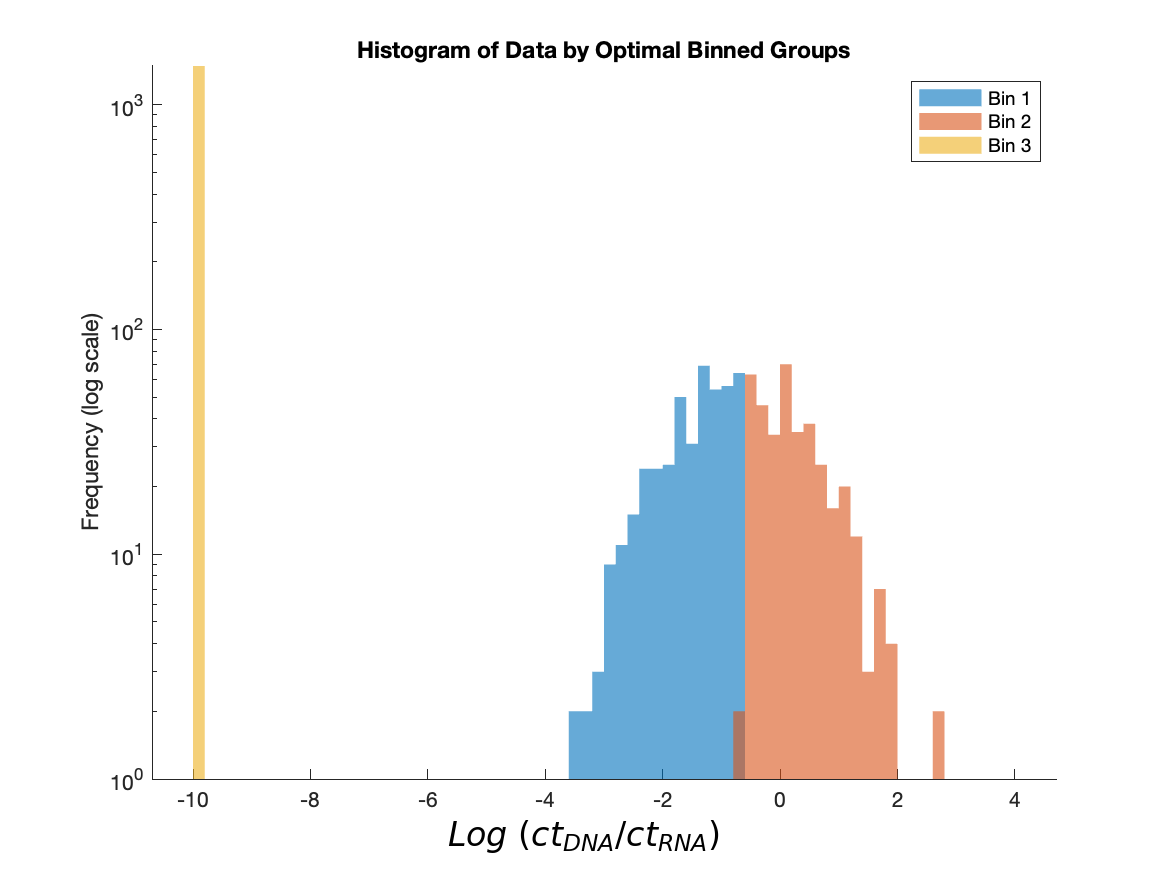 Histogram of Data by Optimal Binned Groups
Bin 1
Bin 2
Bin 3
Frequency (log scale)
10³
10²
10¹
10⁰
-10 -8 -6 -4 -2 0 2 4
Log (ct_DNA/ct_RNA)